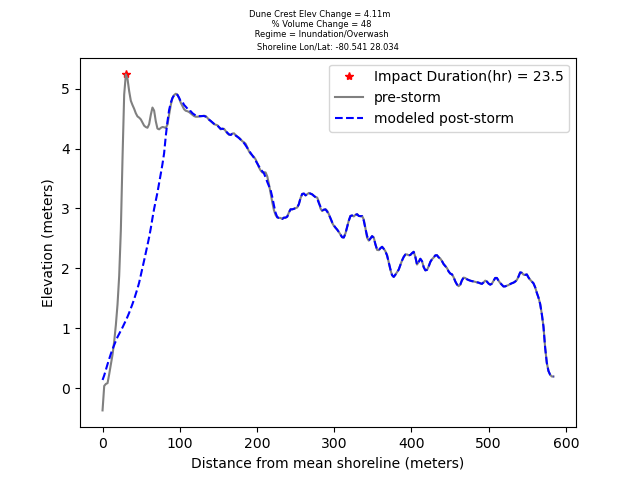 Dune Crest Elev Change = 4.11m
% Volume Change = 48
Regime = Inundation/Overwash
Shoreline Lon/Lat: -80.541 28.034
Impact Duration(hr) = 23.5
pre-storm
modeled post-storm
5
4
3
2
1
0
Elevation (meters)
0 100 200 300 400 500 600
Distance from mean shoreline (meters)